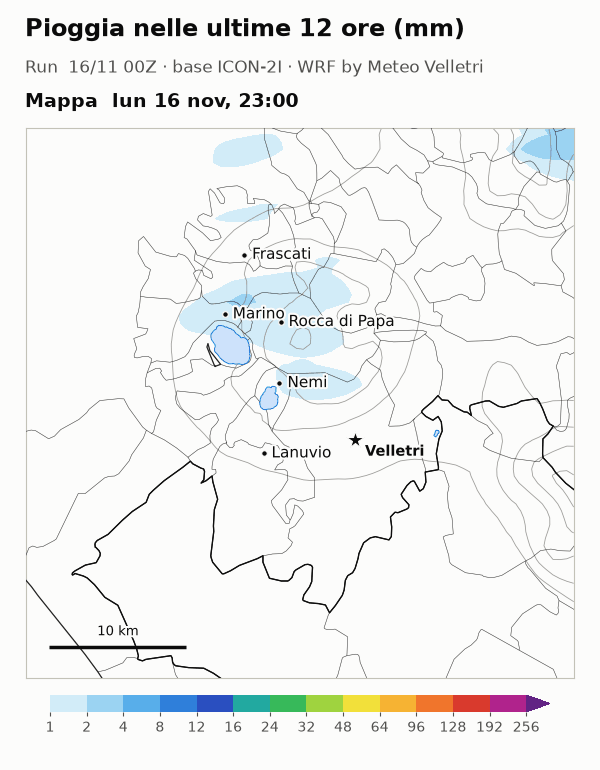 Pioggia nelle ultime 12 ore (mm)
Run  16/11 00Z · base ICON-2I · WRF by Meteo Velletri
Mappa  lun 16 nov, 23:00
Frascati
Marino
Rocca di Papa
Nemi
Velletri
Lanuvio
10 km
1 2 4 8 12 16 24 32 48 64 96 128 192 256